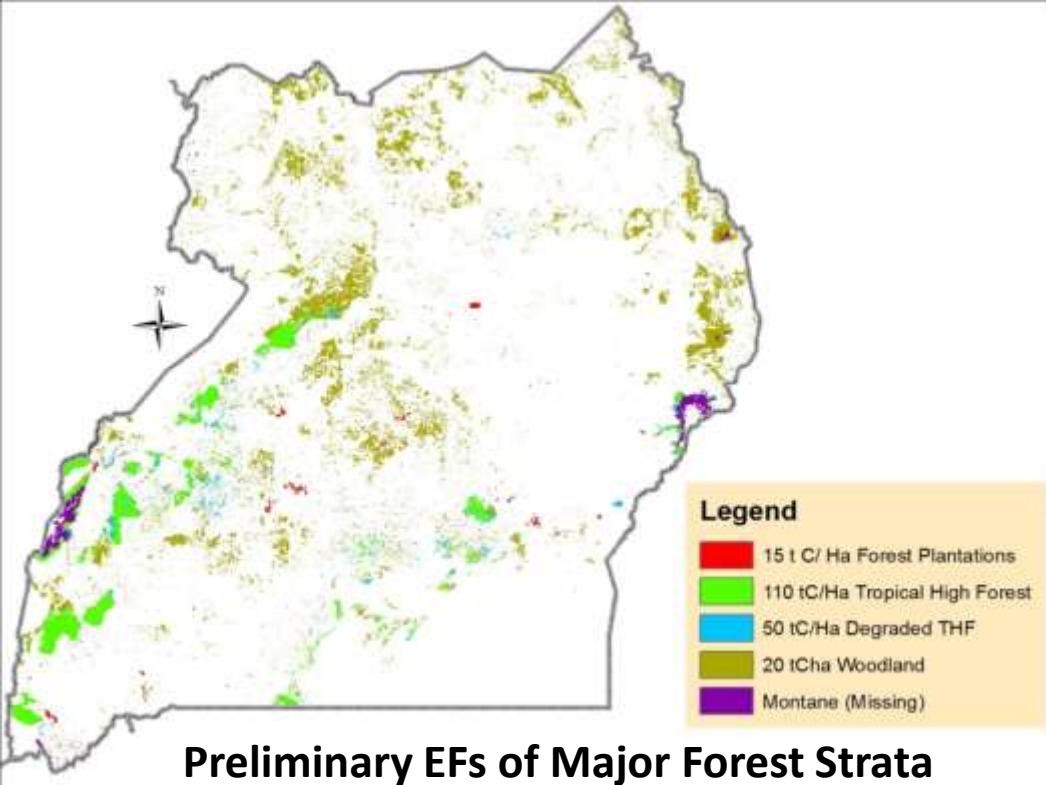 N
Legend
15 t C/ Ha Forest Plantations
110 tC/Ha Tropical High Forest
50 tC/Ha Degraded THF
20 tCha Woodland
Montane (Missing)
Preliminary EFs of Major Forest Strata